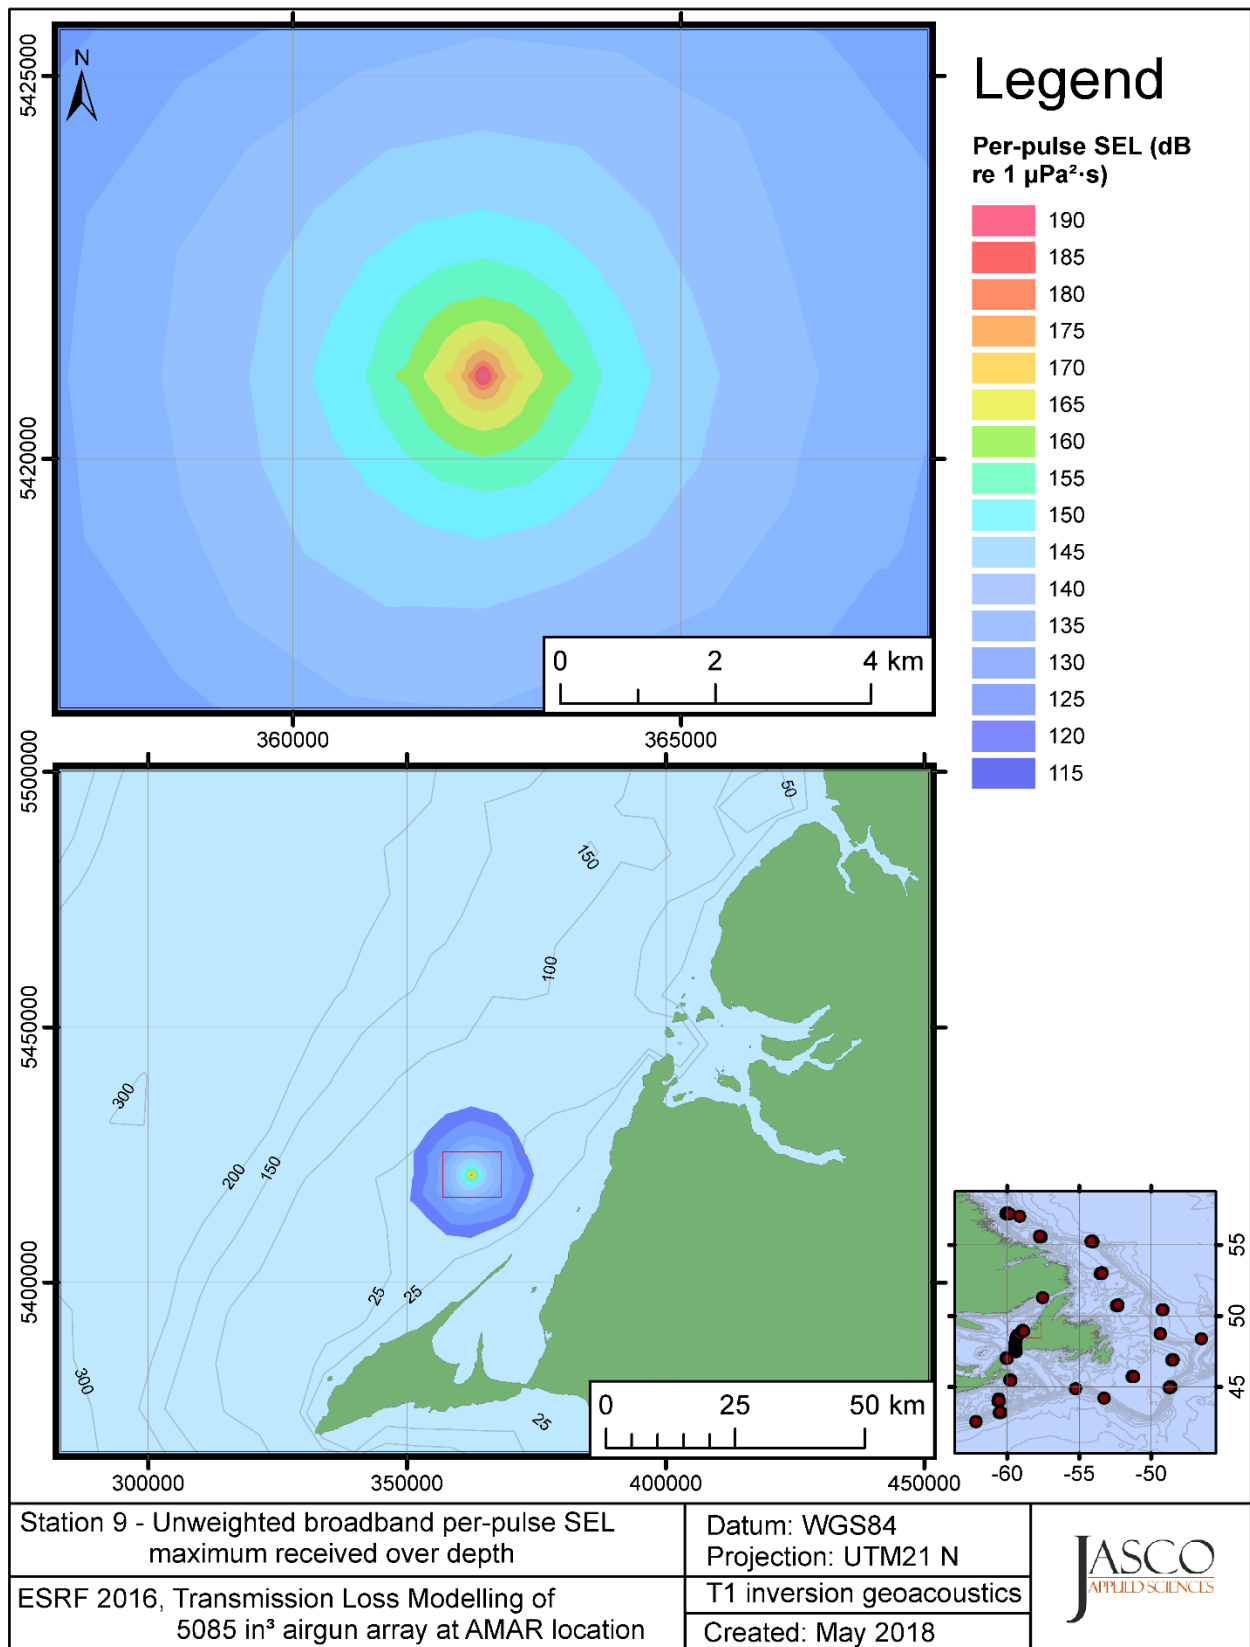 N
5425000
5420000
0 2 4 km
360000 365000
Legend
Per-pulse SEL (dB
re 1 µPa²·s)
190
185
180
175
170
165
160
155
150
145
140
135
130
125
120
115
5500000
5450000
5400000
50
150
100
300
200
150
25
25
300
25
0 25 50 km
300000 350000 400000 450000
55
50
45
-60 -55 -50
Station 9 - Unweighted broadband per-pulse SEL
maximum received over depth
ESRF 2016, Transmission Loss Modelling of
5085 in³ airgun array at AMAR location
Datum: WGS84
Projection: UTM21 N
T1 inversion geoacoustics
Created: May 2018
JASCO
APPLIED SCIENCES